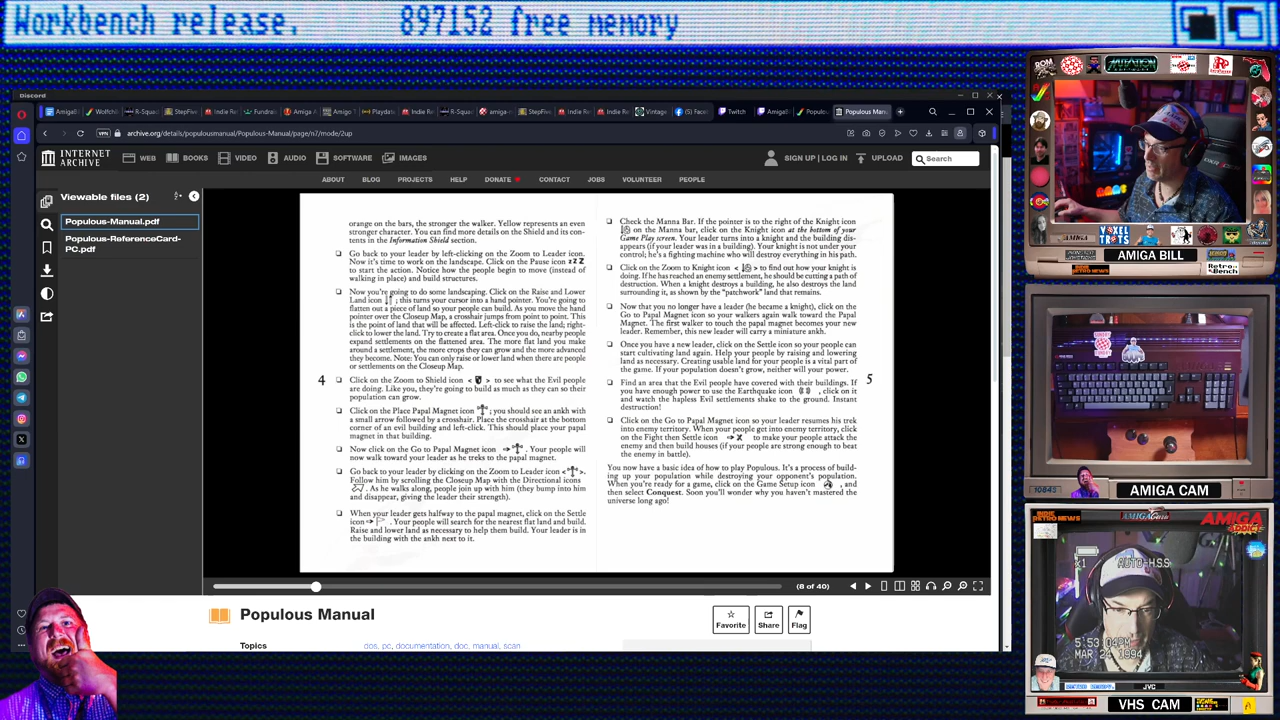 Workbench release. 897152 free memory
Discord
Twitch
Populous Man
archive.org/details/populousmanual/Populous-Manual/page/n7/mode/2up
INTERNET ARCHIVE
WEB BOOKS VIDEO AUDIO SOFTWARE IMAGES
SIGN UP | LOG IN UPLOAD Search
ABOUT BLOG PROJECTS HELP DONATE CONTACT JOBS VOLUNTEER PEOPLE
Viewable files (2)
Populous-Manual.pdf
Populous-ReferenceCard-
PC.pdf
orange on the bars, the stronger the walker. Yellow represents an even
stronger character. You can find more details on the Shield and its con-
tents in the Information Shield section.
Go back to your leader by left-clicking on the Zoom to Leader icon.
Now it's time to work on the landscape. Click on the Pause icon zZZ
to start the action. Notice how the people begin to move (instead of
walking in place) and build structures.
Now you're going to do some landscaping. Click on the Raise and Lower
Land icon ; this turns your cursor into a hand pointer. You're going to
flatten out a piece of land so your people can build. As you move the hand
pointer over the Closeup Map, a crosshair jumps from point to point. This
is the point of land that will be affected. Left-click to raise the land; right-
click to lower the land. Try to create a flat area. Once you do, nearby people
expand settlements on the flattened area. The more flat land you make
around a settlement, the more crops they can grow and the more advanced
they become. Note: You can only raise or lower land when there are people
or settlements on the Closeup Map.
4
Click on the Zoom to Shield icon < > to see what the Evil people
are doing. Like you, they're going to build as much as they can so their
population can grow.
Click on the Place Papal Magnet icon ; you should see an ankh with
a small arrow followed by a crosshair. Place the crosshair at the bottom
corner of an evil building and left-click. This should place your papal
magnet in that building.
Now click on the Go to Papal Magnet icon . Your people will
now walk toward your leader as he treks to the papal magnet.
Go back to your leader by clicking on the Zoom to Leader icon < >.
Follow him by scrolling the Closeup Map with the Directional icons
. As he walks along, people join up with him (they bump into him
and disappear, giving the leader their strength).
When your leader gets halfway to the papal magnet, click on the Settle
icon . Your people will search for the nearest flat land and build.
Raise and lower land as necessary to help them build. Your leader is in
the building with the ankh next to it.
Check the Manna Bar. If the pointer is to the right of the Knight icon
on the Manna bar, click on the Knight icon at the bottom of your
Game Play screen. Your leader turns into a knight and the building dis-
appears (if your leader was in a building). Your knight is not under your
control; he's a fighting machine who will destroy everything in his path.
Click on the Zoom to Knight icon < > to find out how your knight is
doing. If he has reached an enemy settlement, he should be cutting a path of
destruction. When a knight destroys a building, he also destroys the land
surrounding it, as shown by the "patchwork" land that remains.
Now that you no longer have a leader (he became a knight), click on the
Go to Papal Magnet icon so your walkers again walk toward the Papal
Magnet. The first walker to touch the papal magnet becomes your new
leader. Remember, this new leader will carry a miniature ankh.
Once you have a new leader, click on the Settle icon so your people can
start cultivating land again. Help your people by raising and lowering
land as necessary. Creating usable land for your people is a vital part of
the game. If your population doesn't grow, neither will your power.
5
Find an area that the Evil people have covered with their buildings. If
you have enough power to use the Earthquake icon , click on it
and watch the hapless Evil settlements shake to the ground. Instant
destruction!
Click on the Go to Papal Magnet icon so your leader resumes his trek
into enemy territory. When your people get into enemy territory, click
on the Fight then Settle icon to make your people attack the
enemy and then build houses (if your people are strong enough to beat
the enemy in battle).
You now have a basic idea of how to play Populous. It's a process of build-
ing up your population while destroying your opponent's population.
When you're ready for a game, click on the Game Setup icon , and
then select Conquest. Soon you'll wonder why you haven't mastered the
universe long ago!
(8 of 40)
Populous Manual
Favorite Share Flag
Topics
dos, pc, documentation, doc, manual, scan
AMIGA BILL
10845
AMIGA CAM
INDIE RETRO NEWS
AMIGA ADDICT
x1 AUTO-H.S.S
5:53:04PM
MAR.24.1994
JVC
VHS CAM